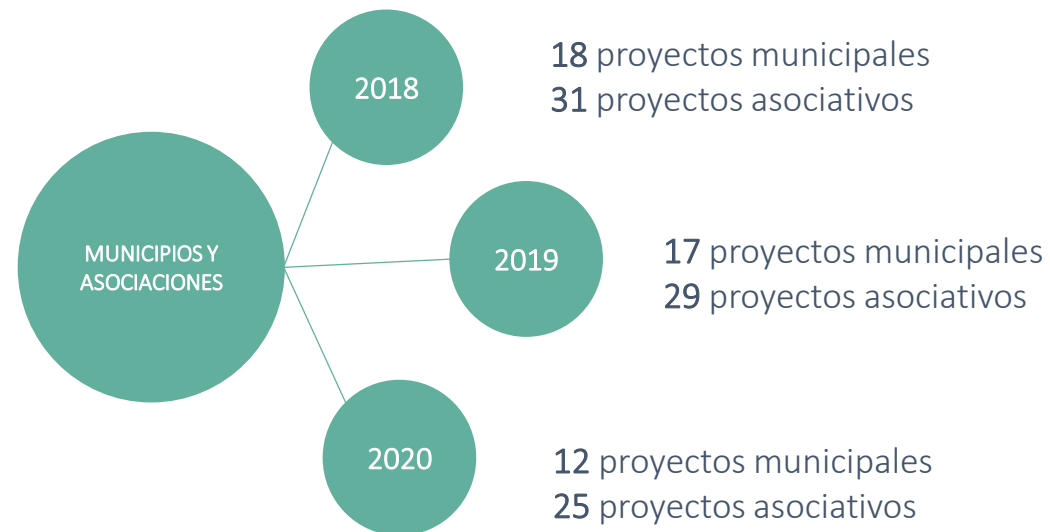 MUNICIPIOS Y
ASOCIACIONES
2018
18 proyectos municipales
31 proyectos asociativos
2019
17 proyectos municipales
29 proyectos asociativos
2020
12 proyectos municipales
25 proyectos asociativos